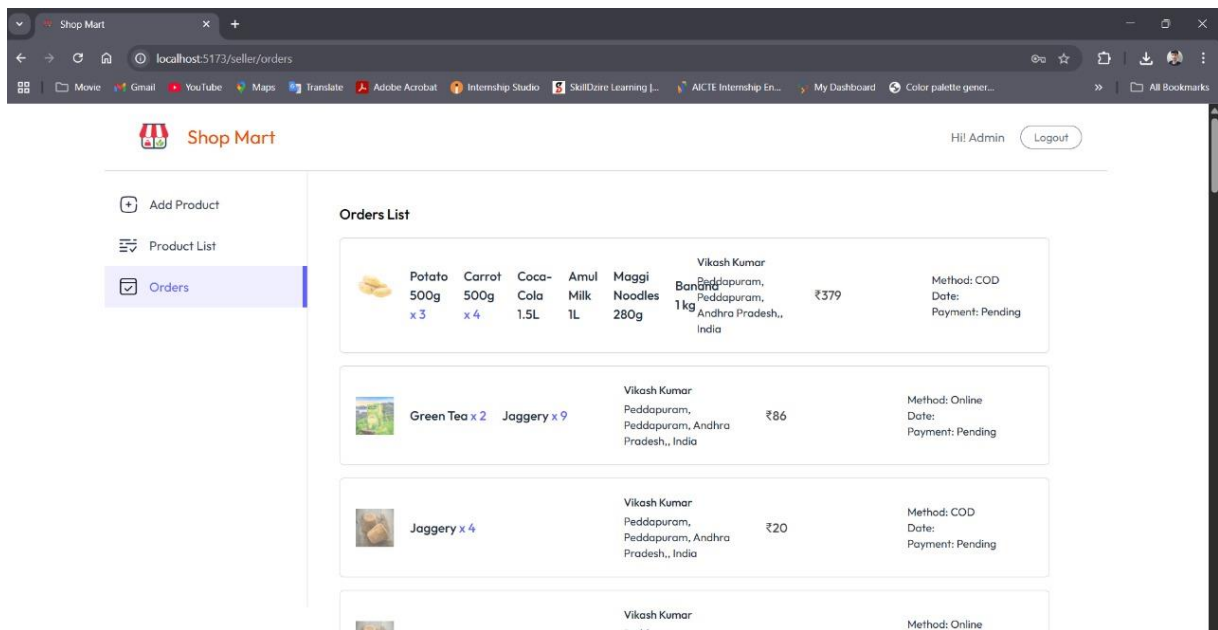 Shop Mart
localhost:5173/seller/orders
Movie Gmail YouTube Maps Translate Adobe Acrobat Internship Studio SkillDzire Learning |... AICTE Internship En... My Dashboard Color palette gener... » All Bookmarks
Shop Mart
Hi! Admin Logout
Add Product
Product List
Orders
Orders List
Potato 500g x 3
Carrot 500g x 4
Coca-Cola 1.5L
Amul Milk 1L
Maggi Noodles 280g
Banana 1 kg
Vikash Kumar
Peddapuram,
Peddapuram,
Andhra Pradesh,,
India
₹379
Method: COD
Date:
Payment: Pending
Green Tea x 2 Jaggery x 9
Vikash Kumar
Peddapuram,
Peddapuram, Andhra
Pradesh,, India
₹86
Method: Online
Date:
Payment: Pending
Jaggery x 4
Vikash Kumar
Peddapuram,
Peddapuram, Andhra
Pradesh,, India
₹20
Method: COD
Date:
Payment: Pending
Vikash Kumar
Method: Online